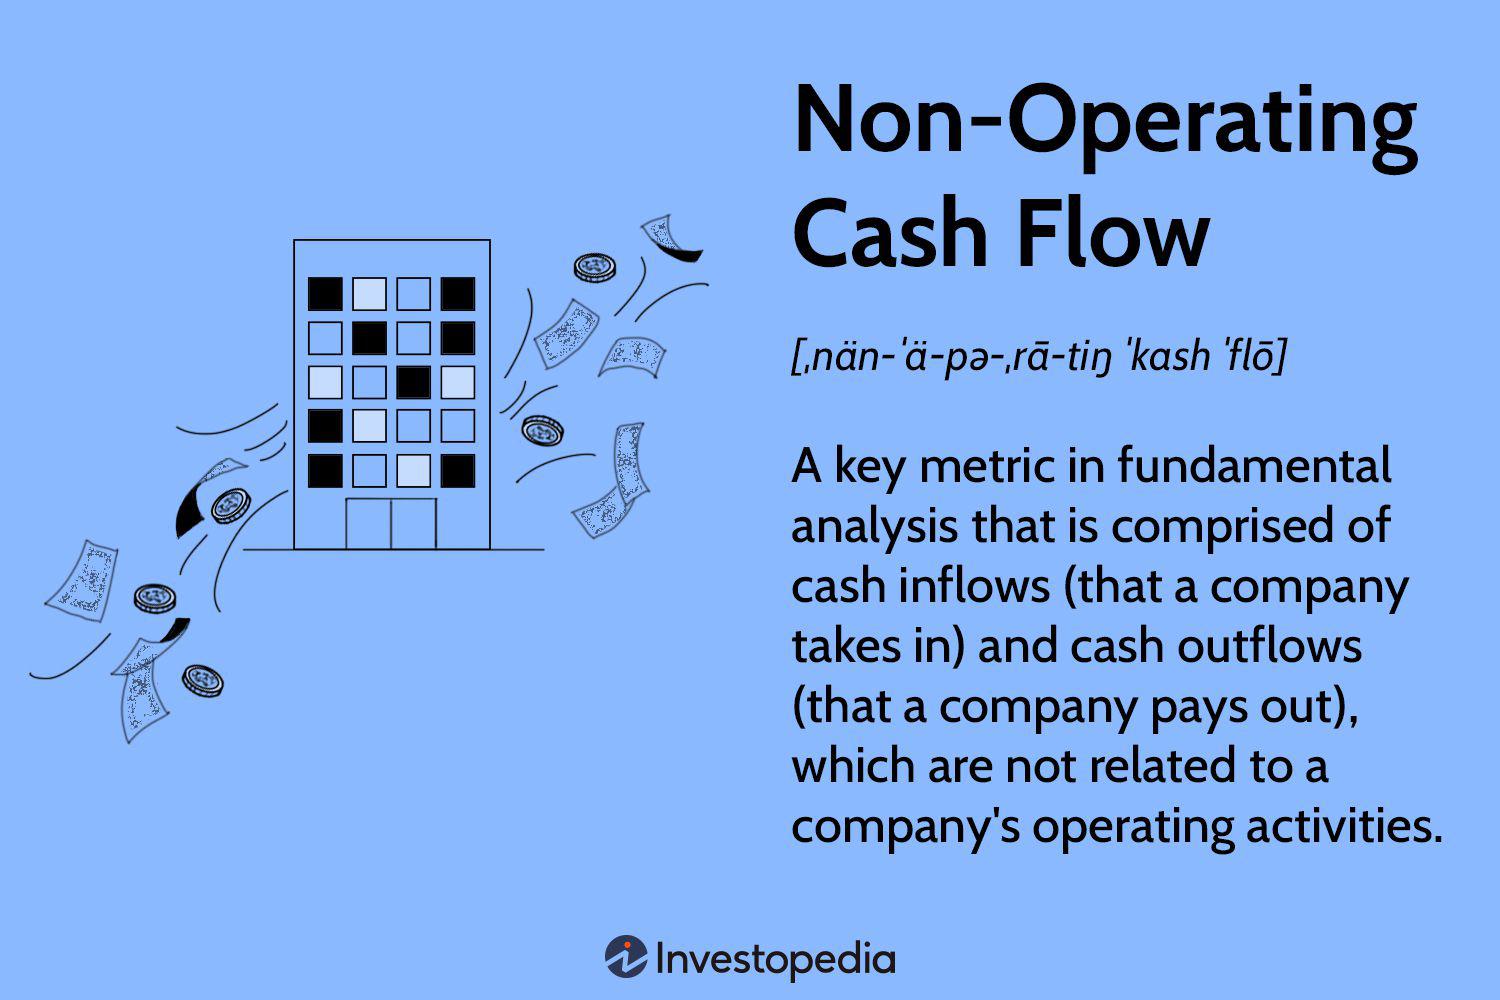 Non-Operating
Cash Flow
[ˌnän-ˈä-pə-ˌrā-tiŋ ˈkash ˈflō]
A key metric in fundamental
analysis that is comprised of
cash inflows (that a company
takes in) and cash outflows
(that a company pays out),
which are not related to a
company's operating activities.
Investopedia